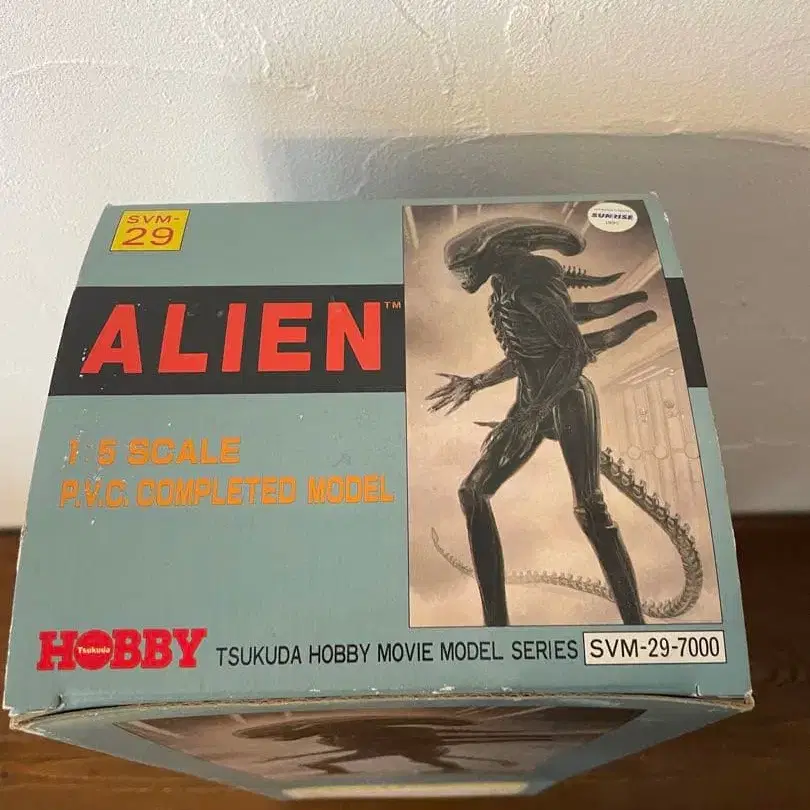 SVM-
29
SUNRISE
ALIEN™
1:5 SCALE
P.V.C. COMPLETED MODEL
HOBBY
Tsukuda
TSUKUDA HOBBY MOVIE MODEL SERIES SVM-29-7000